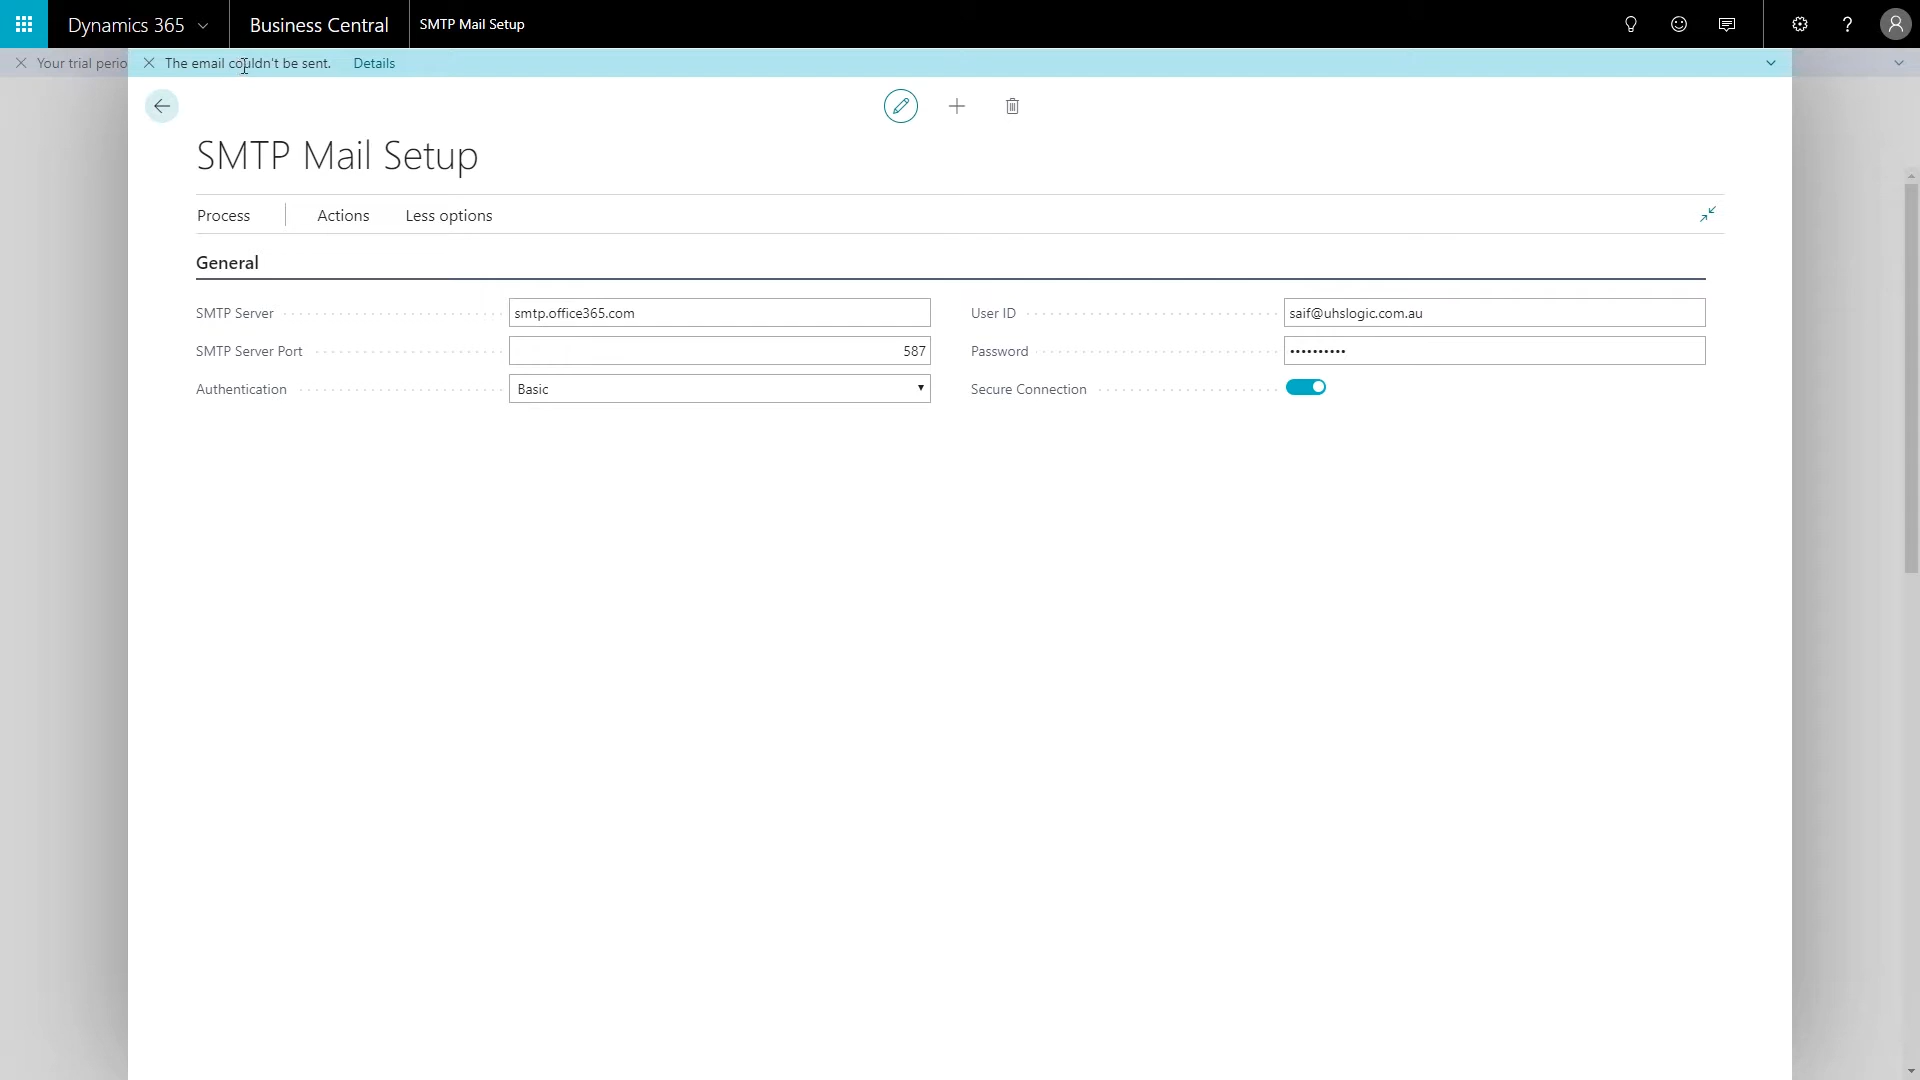 Dynamics 365
Business Central
SMTP Mail Setup
?
Your trial perio
The email couldn't be sent. Details
SMTP Mail Setup
Process Actions Less options
General
SMTP Server smtp.office365.com
User ID saif@uhslogic.com.au
SMTP Server Port 587
Password ••••••••••
Authentication Basic
Secure Connection